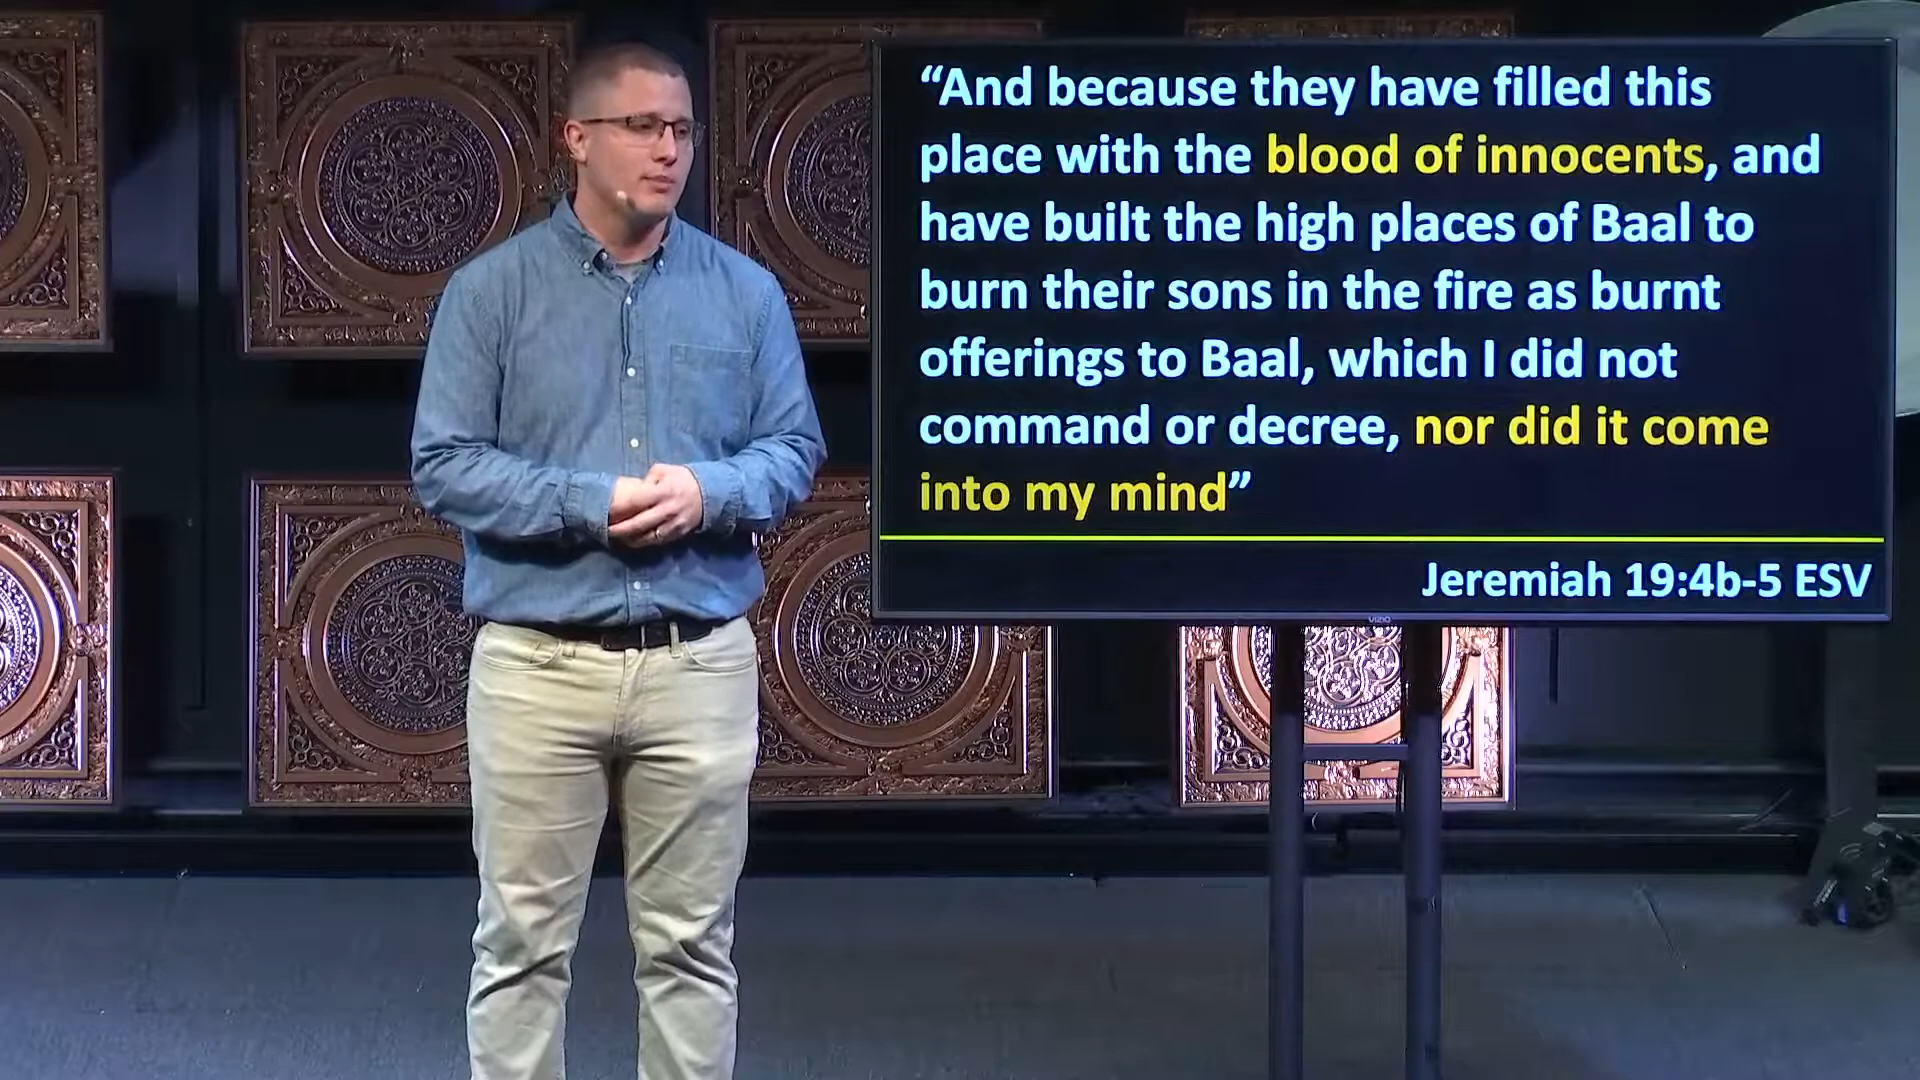 “And because they have filled this
place with the blood of innocents, and
have built the high places of Baal to
burn their sons in the fire as burnt
offerings to Baal, which I did not
command or decree, nor did it come
into my mind”
Jeremiah 19:4b-5 ESV
VIZIO